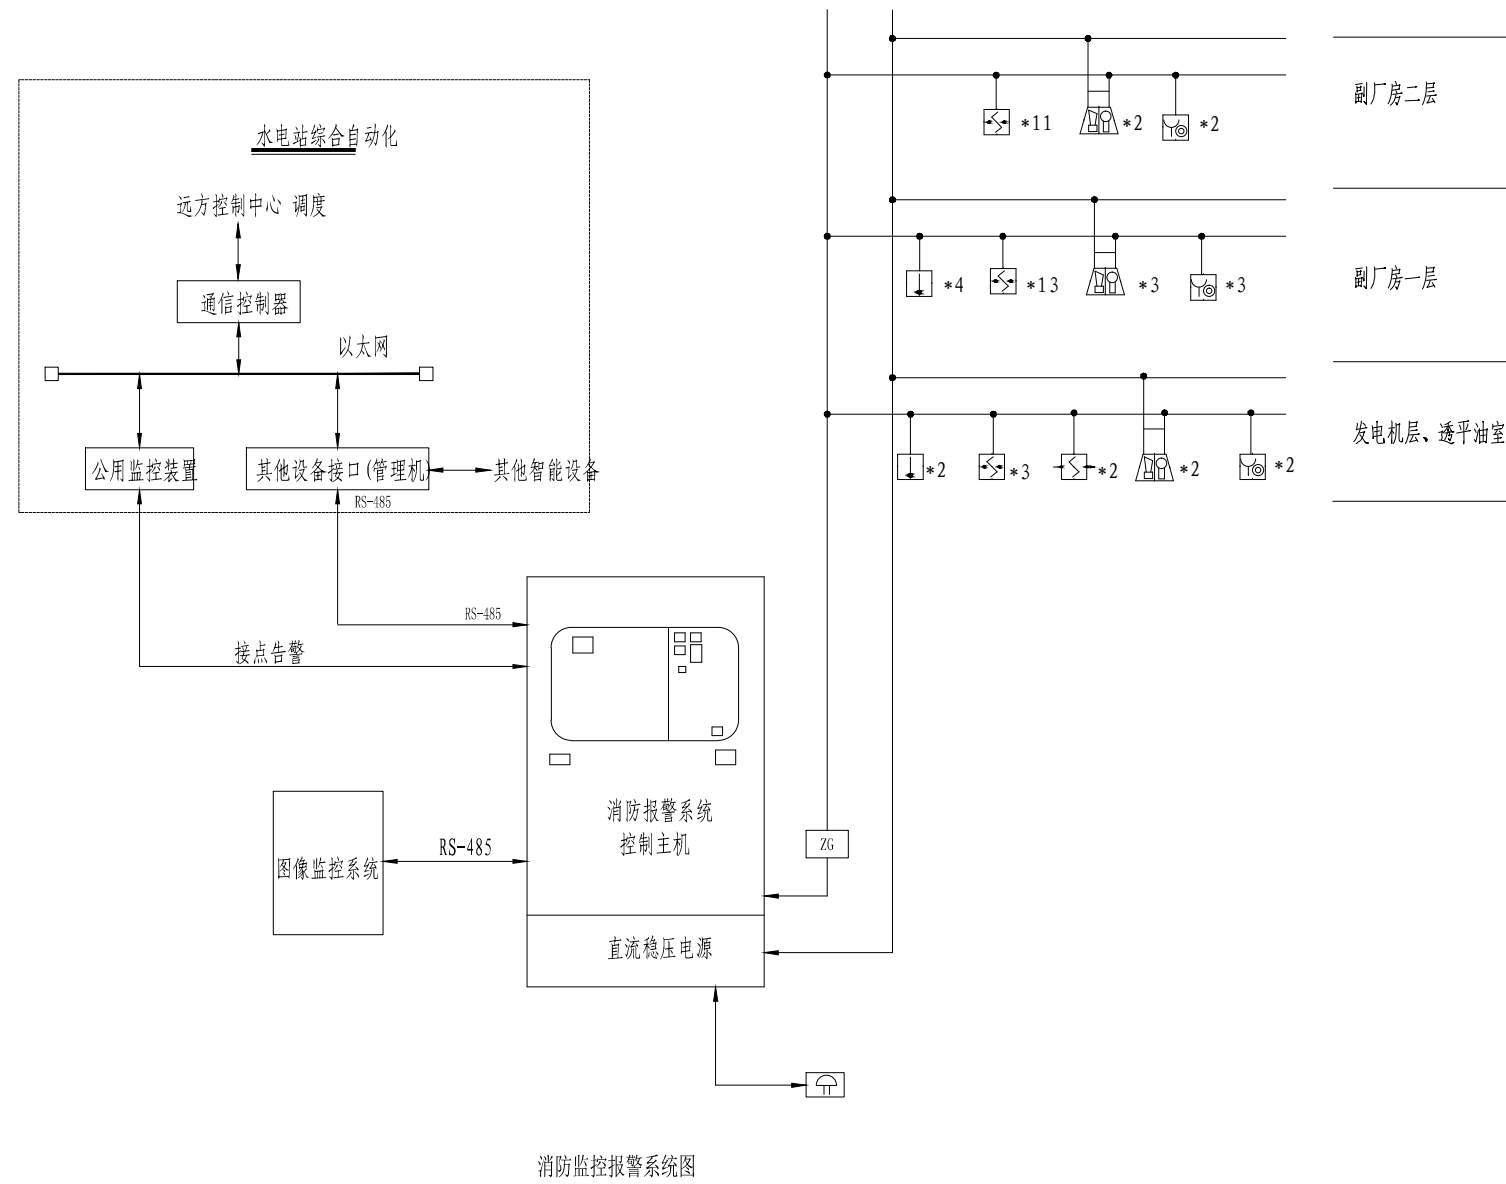 副厂房二层
*11
*2
*2
水电站综合自动化
远方控制中心 调度
*4
*13
*3
*3
副厂房一层
通信控制器
以太网
发电机层、透平油室
*2
*3
*2
*2
*2
公用监控装置
其他设备接口(管理机)
其他智能设备
RS-485
RS-485
接点告警
消防报警系统
控制主机
ZG
RS-485
图像监控系统
直流稳压电源
消防监控报警系统图